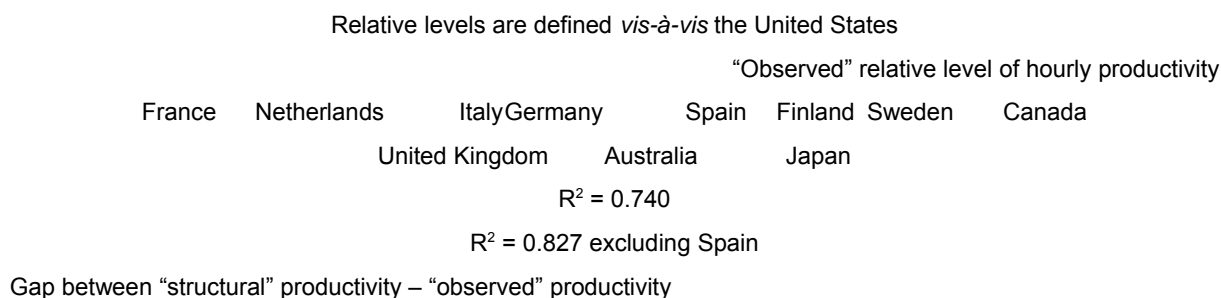 Relative levels are defined vis-à-vis the United States
“Observed” relative level of hourly productivity
France Netherlands ItalyGermany Spain Finland Sweden Canada
United Kingdom Australia Japan
R² = 0.740
R² = 0.827 excluding Spain
Gap between “structural” productivity – “observed” productivity